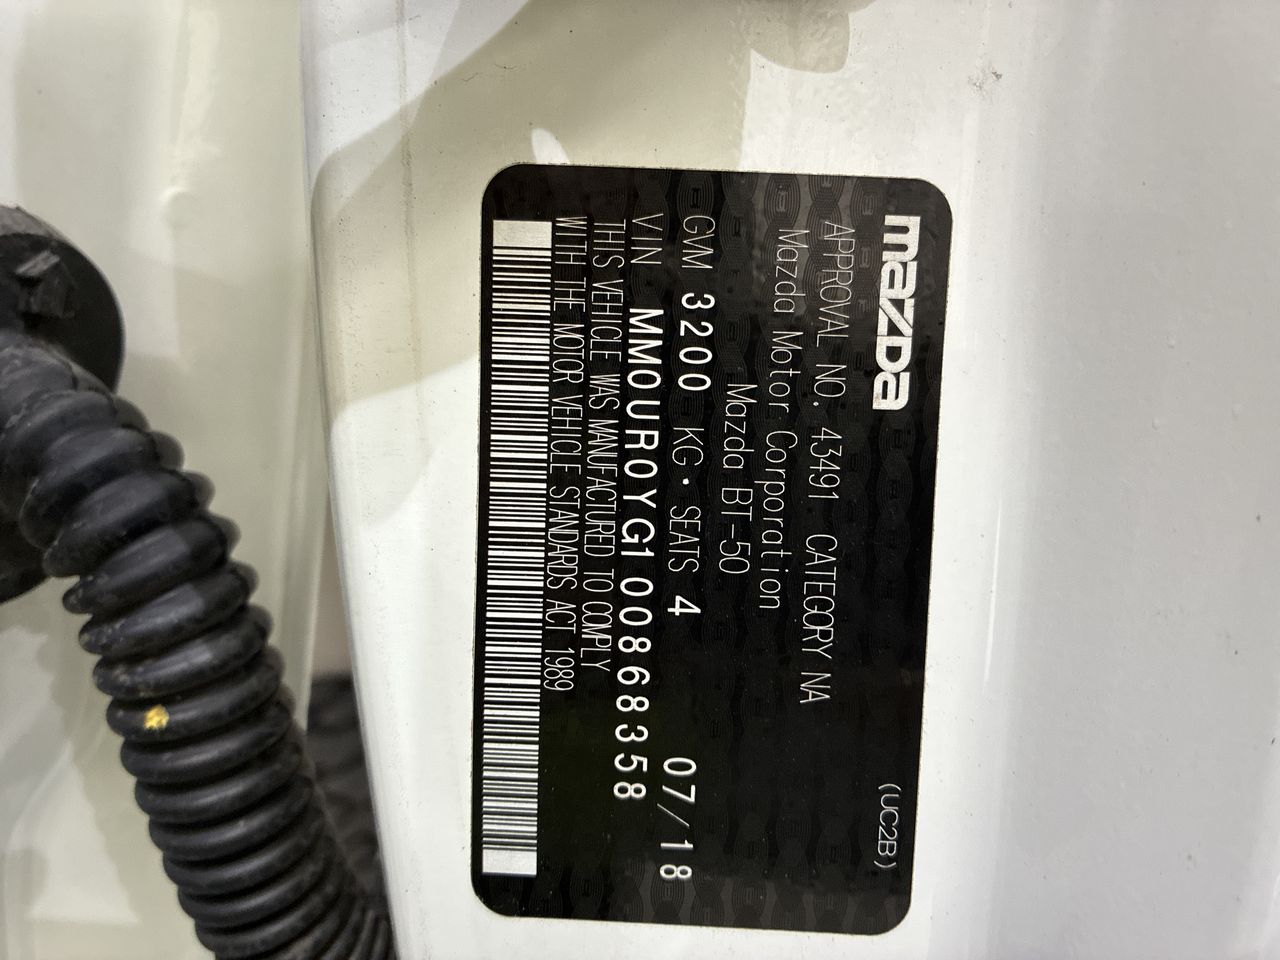 mazda
(UC2B)
APPROVAL NO. 43491 CATEGORY NA
Mazda Motor Corporation
Mazda BT-50
GVM 3200 KG·SEATS 4 07/18
VIN MM0UR0YG100868358
THIS VEHICLE WAS MANUFACTURED TO COMPLY
WITH THE MOTOR VEHICLE STANDARDS ACT 1989